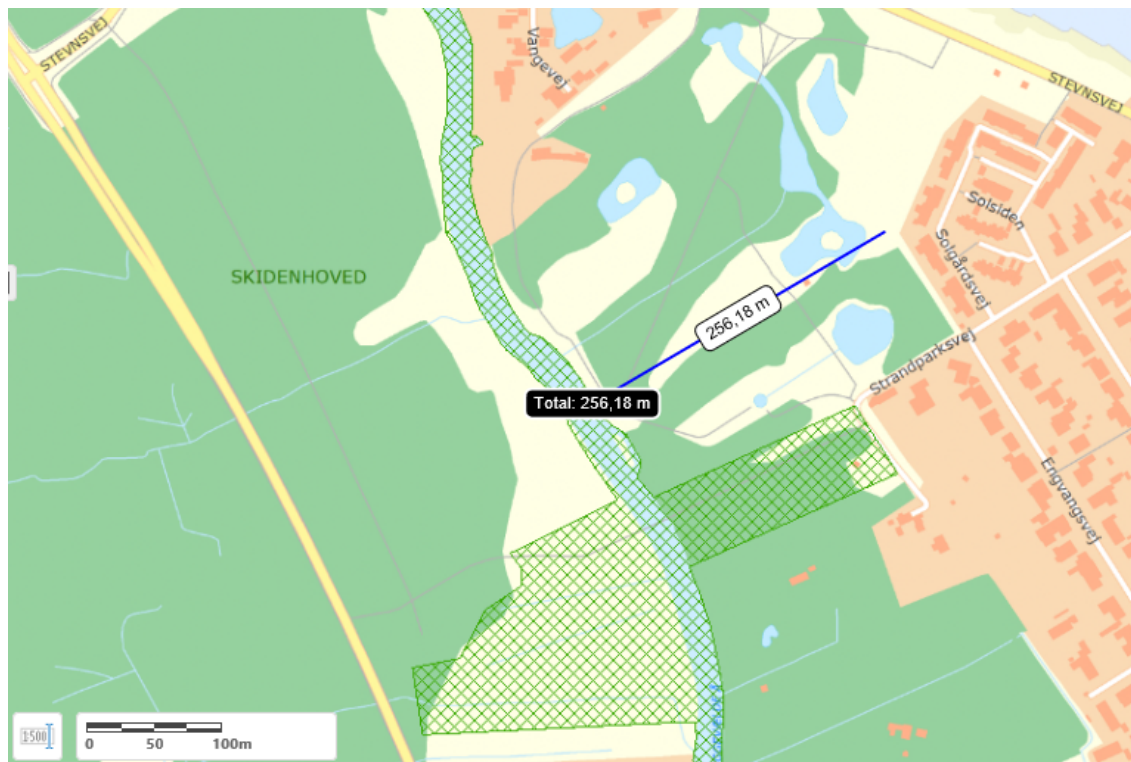 STEVNSVEJ
Vangevej
STEVNSVEJ
Solsiden
Solgårdsvej
SKIDENHOVED
256,18 m
Strandparksvej
Total: 256,18 m
Engvangsvej
1:500
0 50 100m